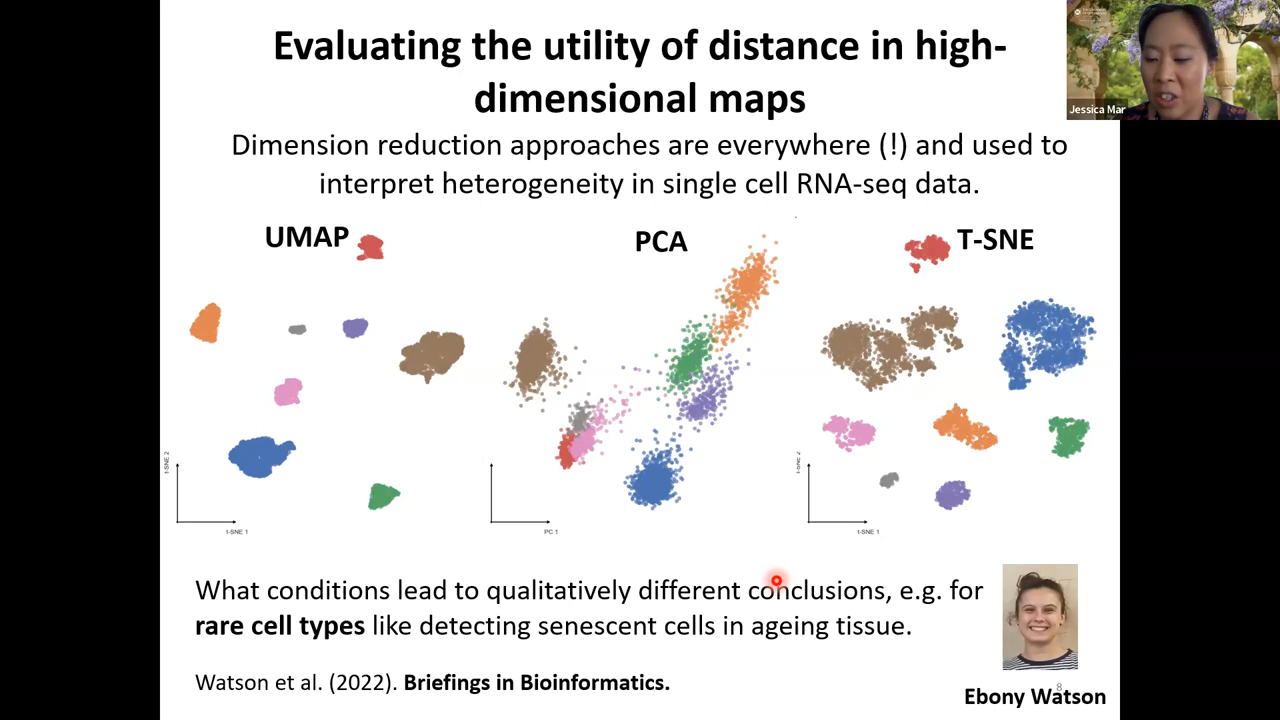 Evaluating the utility of distance in high-
dimensional maps
Jessica Mar
Dimension reduction approaches are everywhere (!) and used to
interpret heterogeneity in single cell RNA-seq data.
UMAP
PCA
T-SNE
t-SNE 2
t-SNE 1
PC 1
t-SNE 2
t-SNE 1
What conditions lead to qualitatively different conclusions, e.g. for
rare cell types like detecting senescent cells in ageing tissue.
Watson et al. (2022). Briefings in Bioinformatics.
8
Ebony Watson